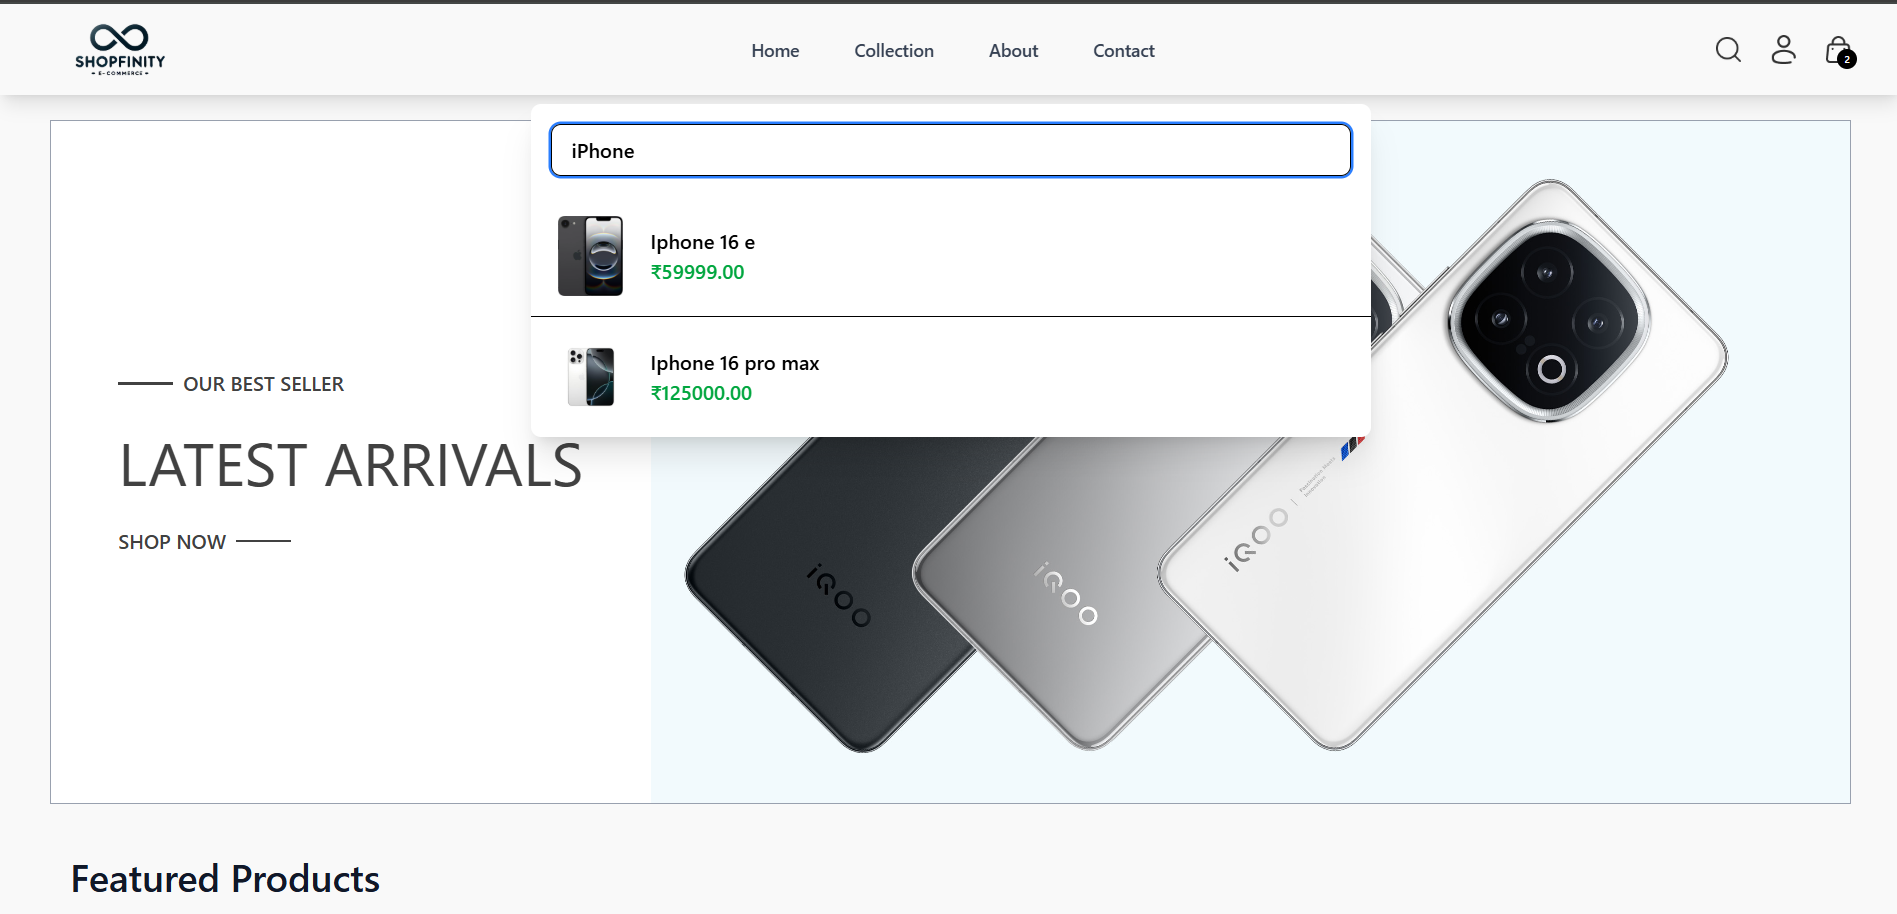 SHOPFINITY
- E-COMMERCE -
Home
Collection
About
Contact
2
iPhone
Iphone 16 e
₹59999.00
Iphone 16 pro max
₹125000.00
OUR BEST SELLER
LATEST ARRIVALS
SHOP NOW
iQOO
iQOO
iQOO
Featured Products